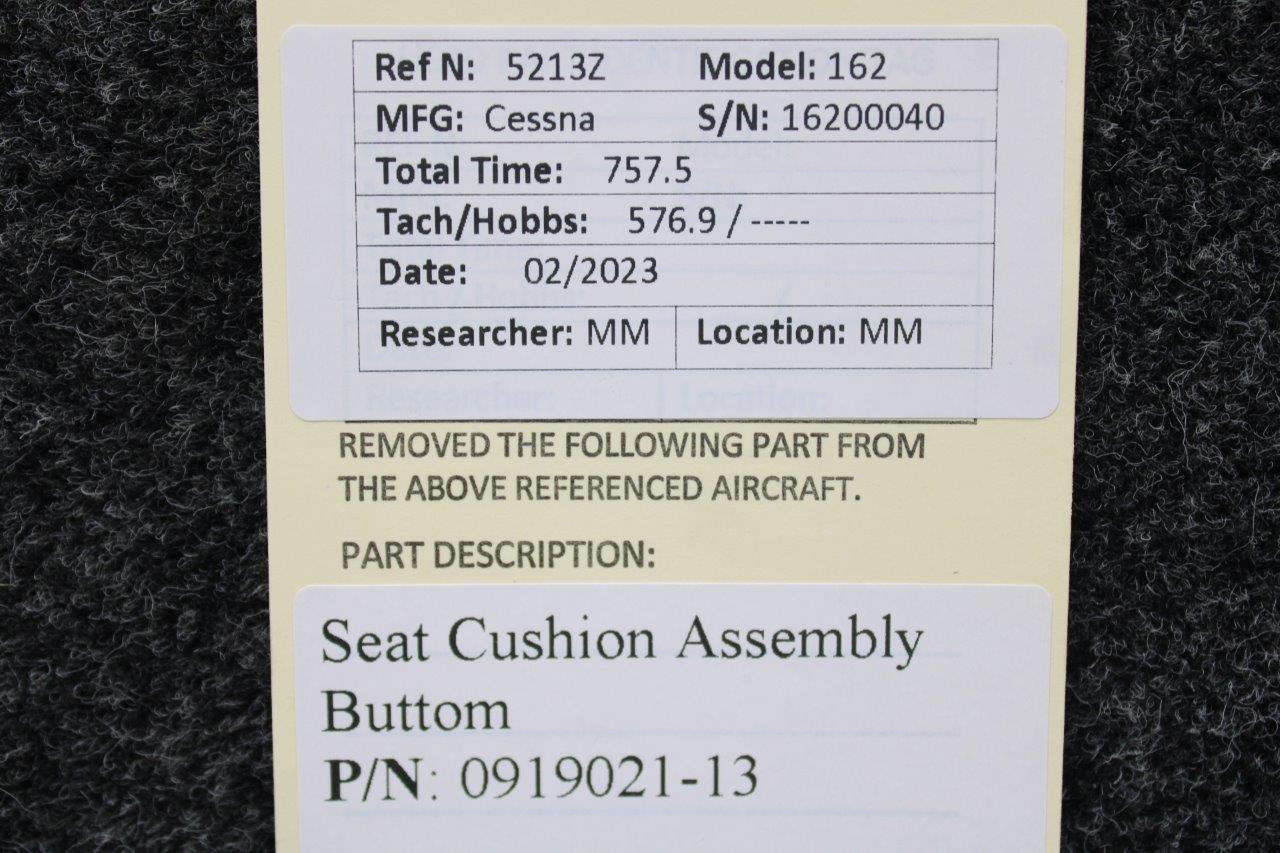 Ref N: 5213Z Model: 162
MFG: Cessna S/N: 16200040
Total Time: 757.5
Tach/Hobbs: 576.9 / -----
Date: 02/2023
Researcher: MM Location: MM
REMOVED THE FOLLOWING PART FROM
THE ABOVE REFERENCED AIRCRAFT.
PART DESCRIPTION:
Seat Cushion Assembly
Buttom
P/N: 0919021-13